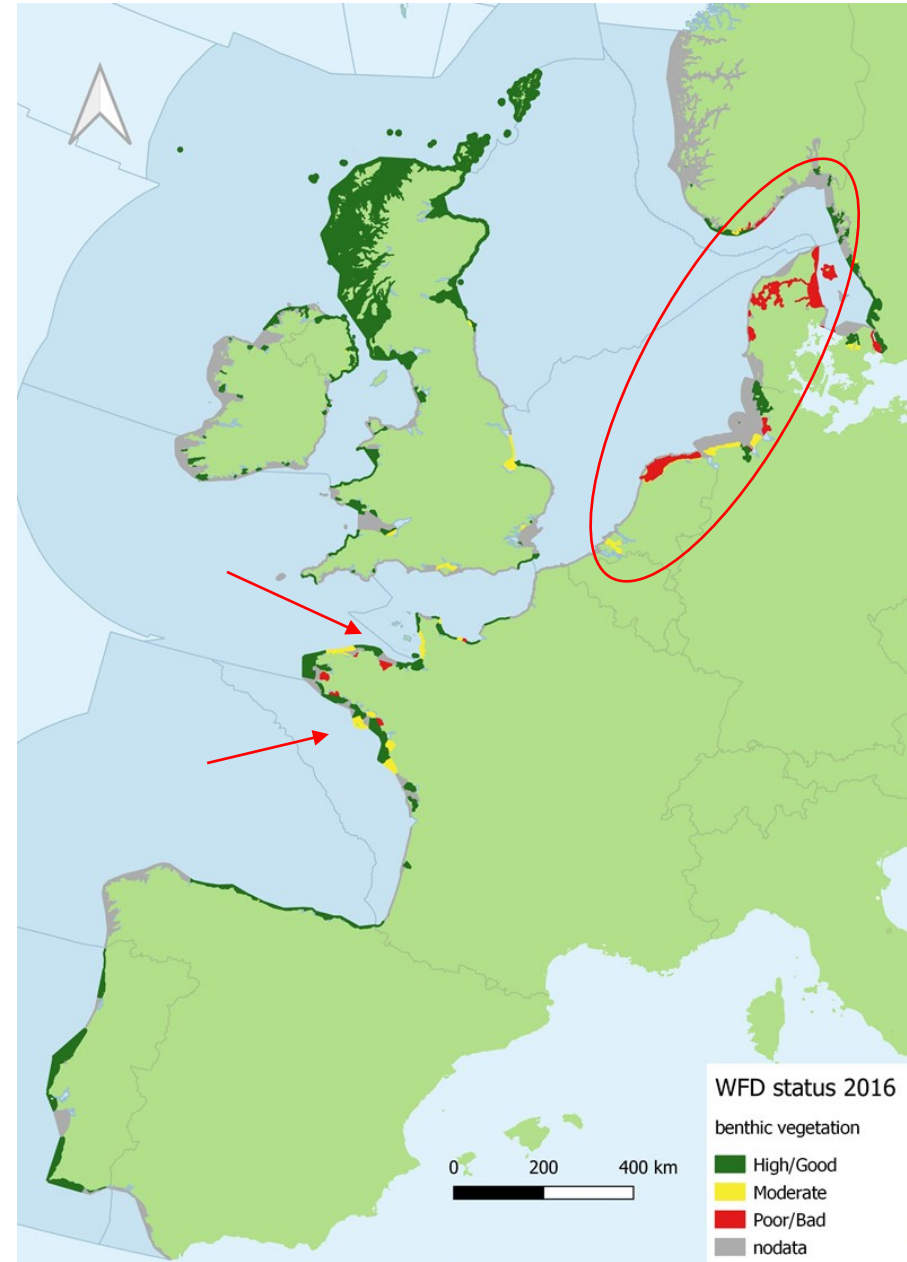 0 200 400 km
WFD status 2016
benthic vegetation
High/Good
Moderate
Poor/Bad
nodata